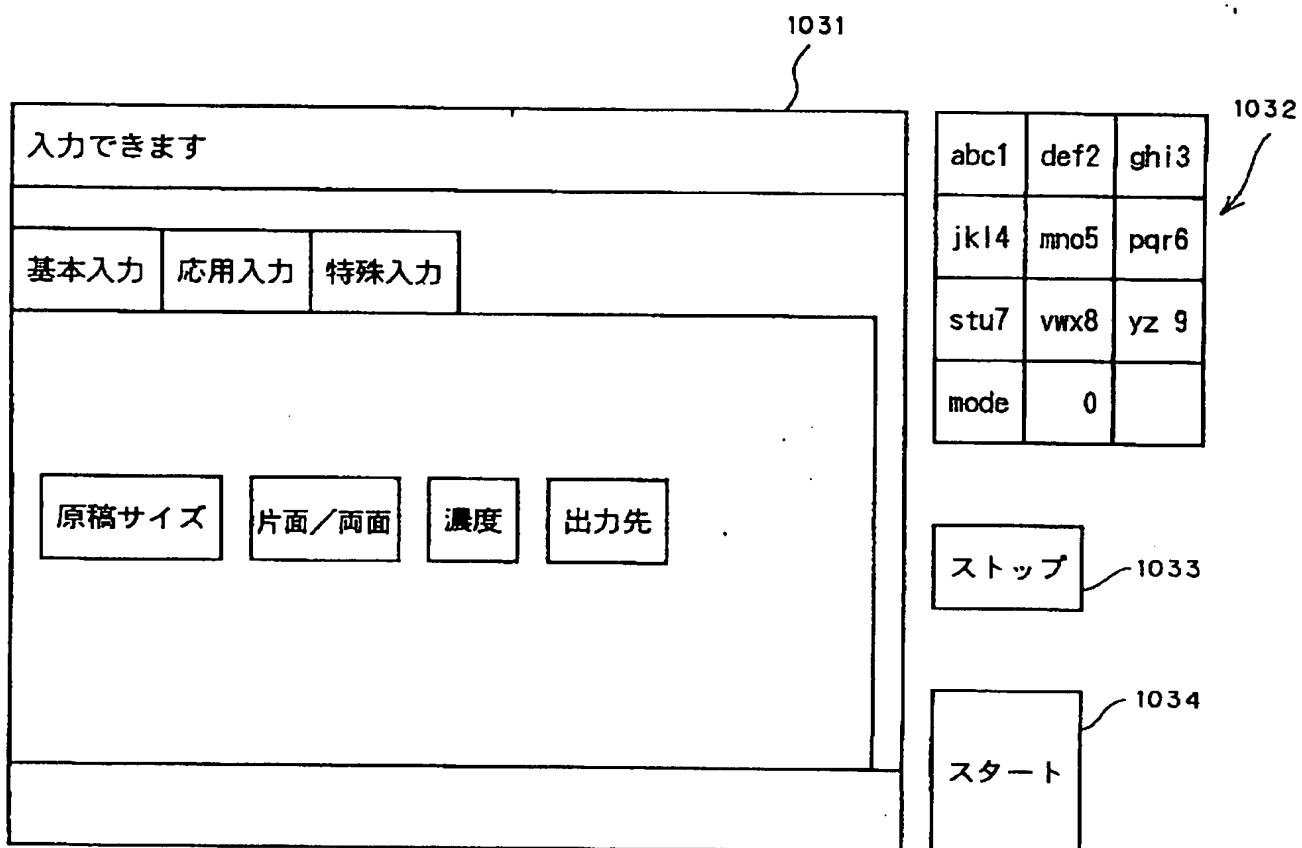 1031
1032
入力できます
abc1 def2 ghi3
基本入力 応用入力 特殊入力
jkl4 mno5 pqr6
stu7 vwx8 yz 9
mode 0
原稿サイズ 片面／両面 濃度 出力先
ストップ
1033
1034
スタート